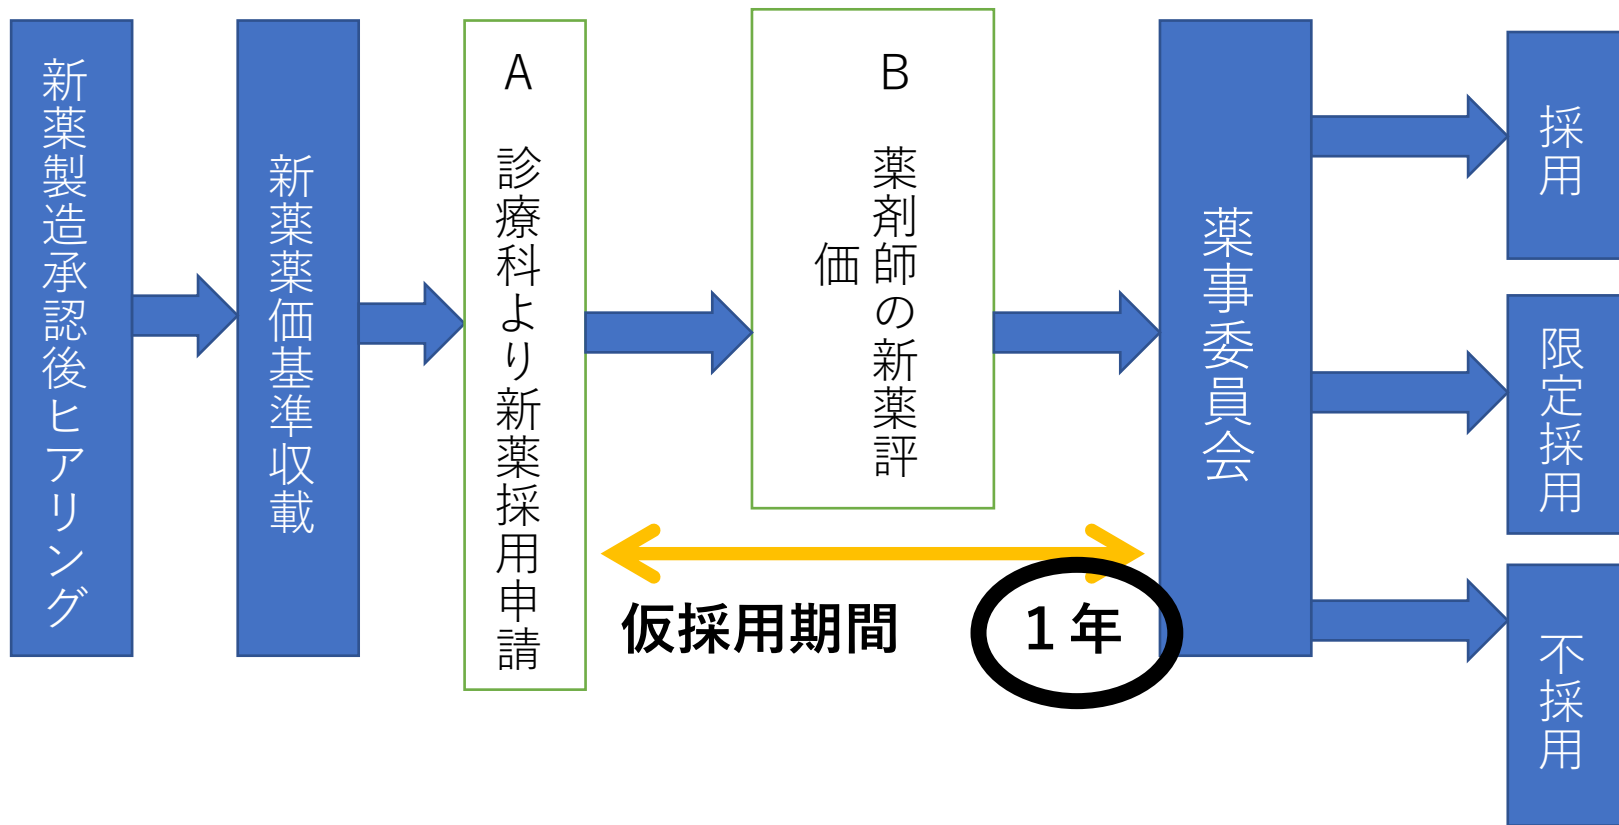 新薬製造承認後ヒアリング
新薬薬価基準収載
A 診療科より新薬採用申請
B 薬剤師の新薬評
価
仮採用期間
1年
薬事委員会
採用
限定採用
不採用